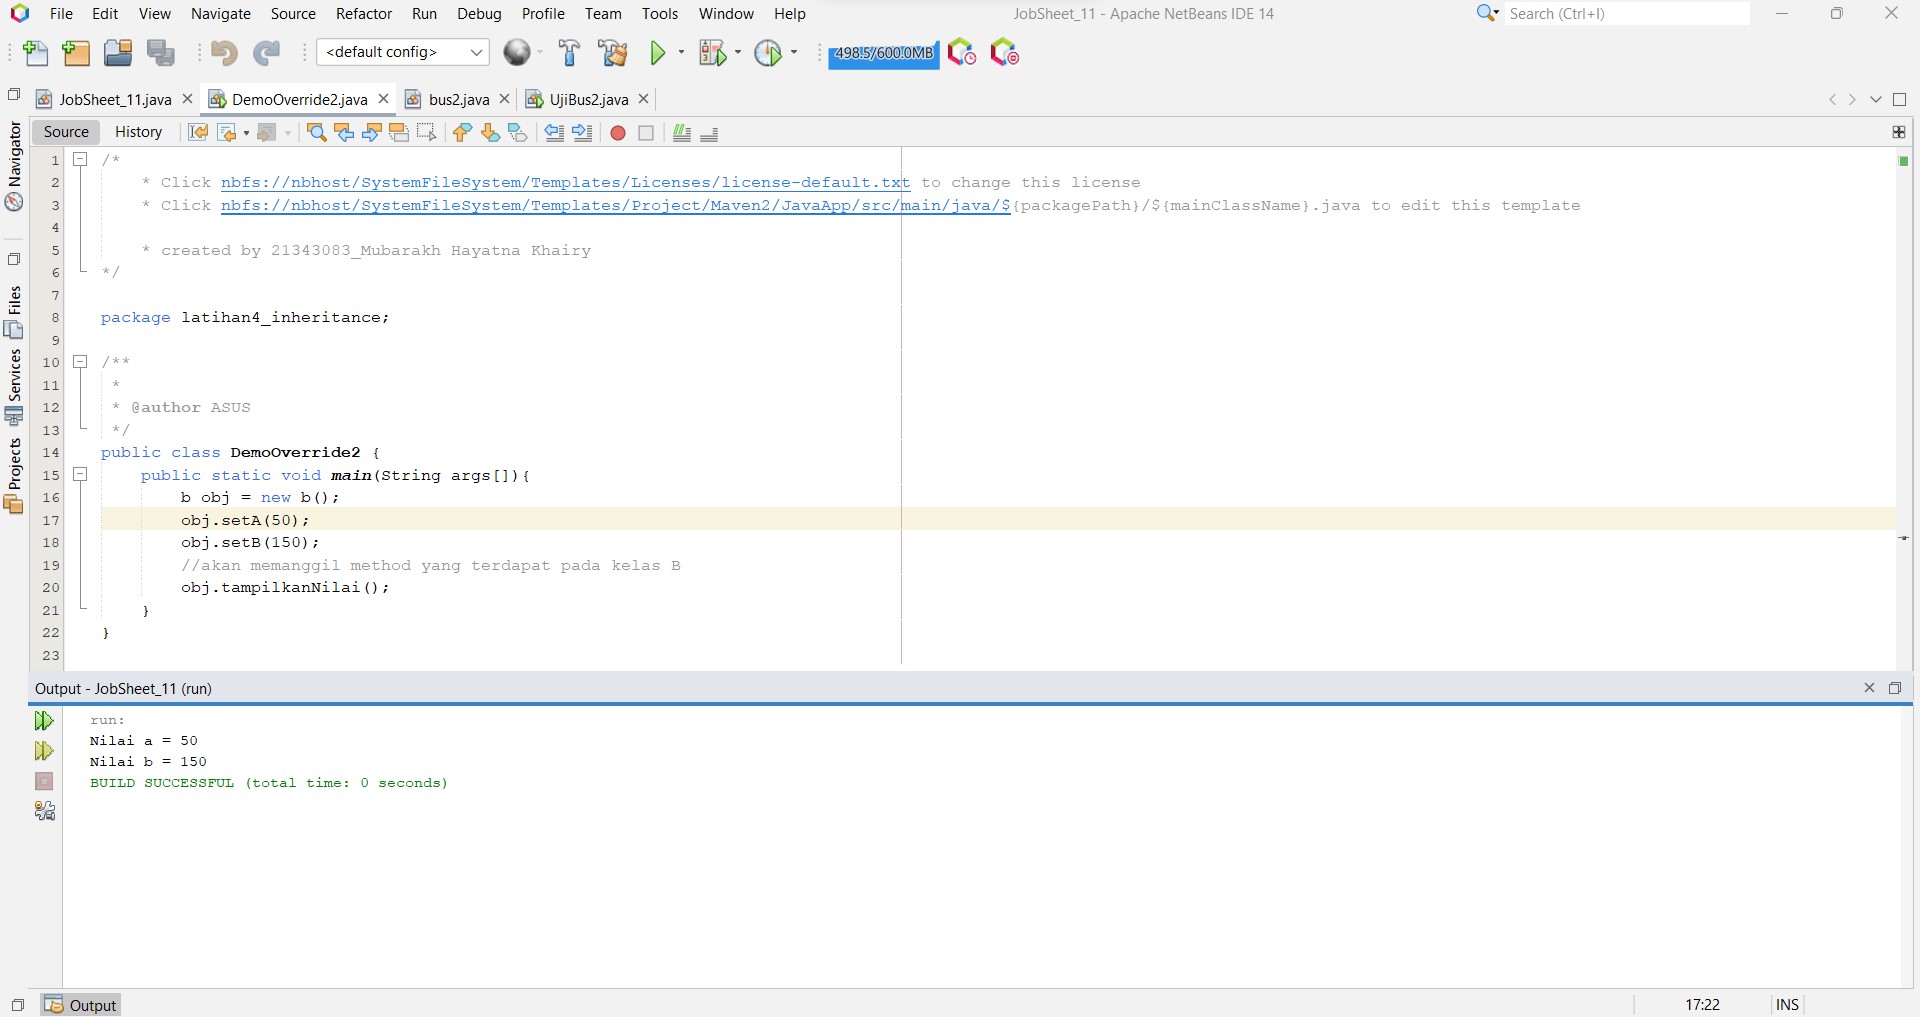 File Edit View Navigate Source Refactor Run Debug Profile Team Tools Window Help JobSheet_11 - Apache NetBeans IDE 14 Search (Ctrl+I)
<default config> 498.5/600.0MB
JobSheet_11.java DemoOverride2.java bus2.java UjiBus2.java
Source History
Navigator
Files
Services
Projects
1 /*
2 * Click nbfs://nbhost/SystemFileSystem/Templates/Licenses/license-default.txt to change this license
3 * Click nbfs://nbhost/SystemFileSystem/Templates/Project/Maven2/JavaApp/src/main/java/${packagePath}/${mainClassName}.java to edit this template
4
5 * created by 21343083_Mubarakh Hayatna Khairy
6 */
7
8 package latihan4_inheritance;
9
10 /**
11 *
12 * @author ASUS
13 */
14 public class DemoOverride2 {
15 public static void main(String args[]){
16 b obj = new b();
17 obj.setA(50);
18 obj.setB(150);
19 //akan memanggil method yang terdapat pada kelas B
20 obj.tampilkanNilai();
21 }
22 }
23
Output - JobSheet_11 (run)
run:
Nilai a = 50
Nilai b = 150
BUILD SUCCESSFUL (total time: 0 seconds)
Output 17:22 INS